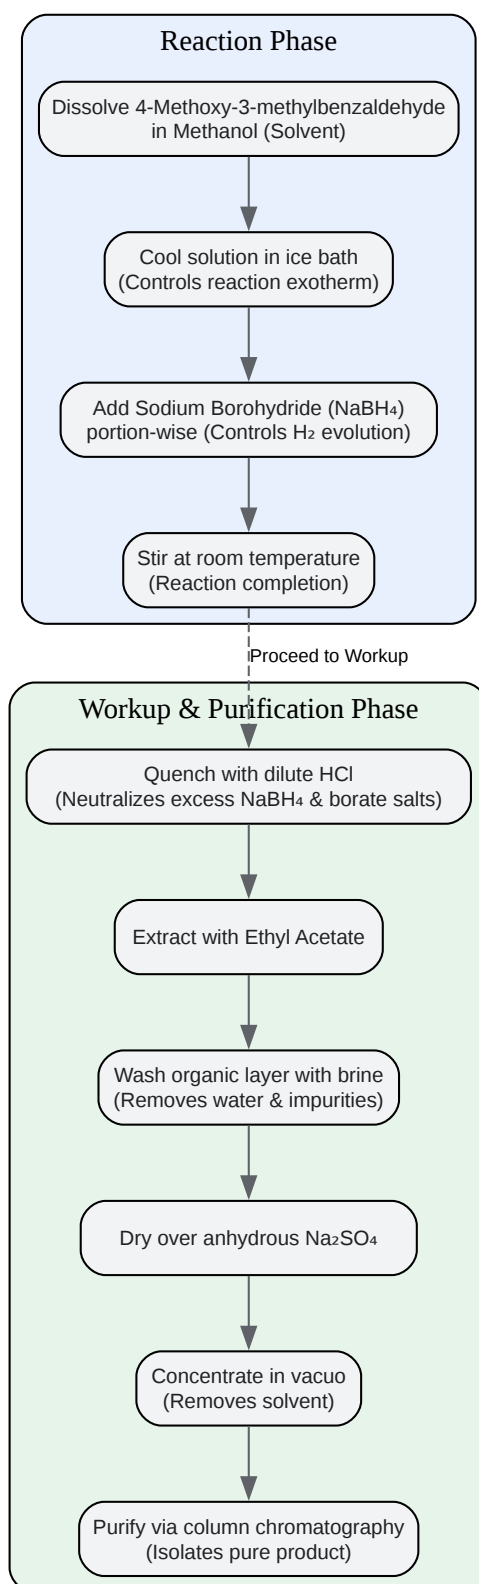 Reaction Phase
Dissolve 4-Methoxy-3-methylbenzaldehyde
in Methanol (Solvent)
Cool solution in ice bath
(Controls reaction exotherm)
Add Sodium Borohydride (NaBH₄)
portion-wise (Controls H₂ evolution)
Stir at room temperature
(Reaction completion)
Proceed to Workup
Workup & Purification Phase
Quench with dilute HCl
(Neutralizes excess NaBH₄ & borate salts)
Extract with Ethyl Acetate
Wash organic layer with brine
(Removes water & impurities)
Dry over anhydrous Na₂SO₄
Concentrate in vacuo
(Removes solvent)
Purify via column chromatography
(Isolates pure product)